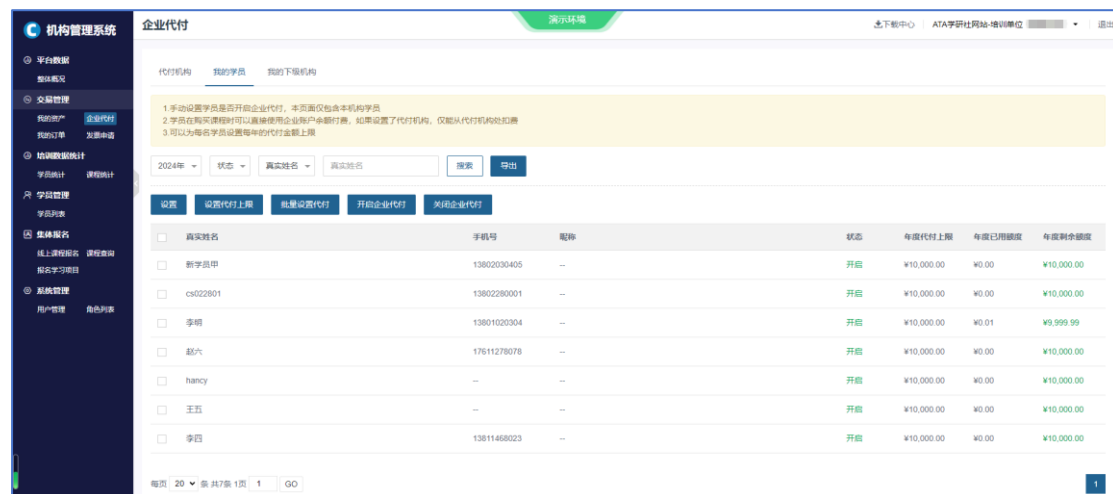 机构管理系统
企业代付
演示环境
下载中心 ATA学研社网站-培训单位 退出
平台数据
整体概况
交易管理
我的资产 企业代付
我的订单 发票申请
培训数据统计
学员统计 课程统计
学员管理
学员列表
集体报名
线上课程报名 课程查询
报名学习项目
系统管理
用户管理 角色列表
代付机构 我的学员 我的下级机构
1.手动设置学员是否开启企业代付，本页面仅包含本机构学员
2.学员在购买课程时可以直接使用企业账户余额付费，如果设置了代付机构，仅能从代付机构处扣费
3.可以为每名学员设置每年的代付金额上限
2024年 状态 真实姓名 真实姓名 搜索 导出
设置 设置代付上限 批量设置代付 开启企业代付 关闭企业代付
真实姓名 手机号 昵称 状态 年度代付上限 年度已用额度 年度剩余额度
新学员甲 13802030405 -- 开启 ¥10,000.00 ¥0.00 ¥10,000.00
cs022801 13802280001 -- 开启 ¥10,000.00 ¥0.00 ¥10,000.00
李明 13801020304 -- 开启 ¥10,000.00 ¥0.01 ¥9,999.99
赵六 17611278078 -- 开启 ¥10,000.00 ¥0.00 ¥10,000.00
hancy -- -- 开启 ¥10,000.00 ¥0.00 ¥10,000.00
王五 -- -- 开启 ¥10,000.00 ¥0.00 ¥10,000.00
李四 13811468023 -- 开启 ¥10,000.00 ¥0.00 ¥10,000.00
每页 20 条 共7条 1页 1 GO 1